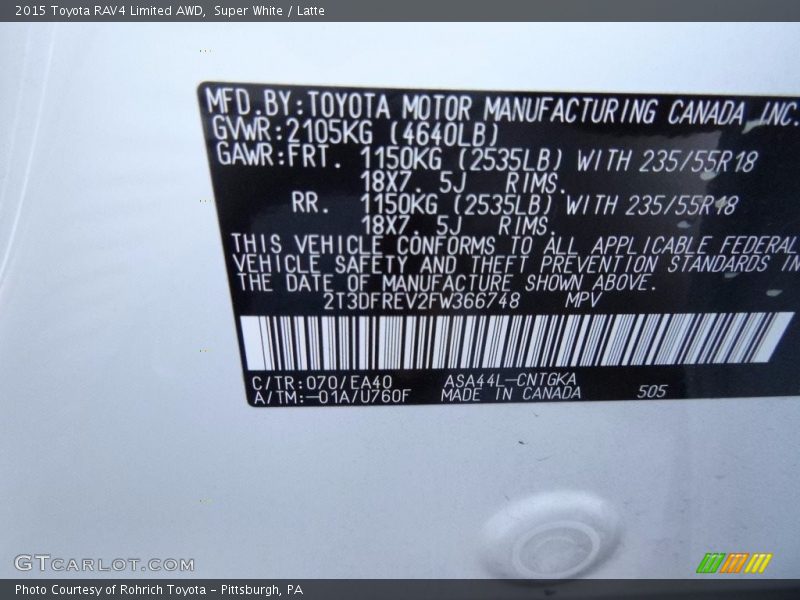 2015 Toyota RAV4 Limited AWD, Super White / Latte
MFD.BY:TOYOTA MOTOR MANUFACTURING CANADA INC.
GVWR:2105KG (4640LB)
GAWR:FRT. 1150KG (2535LB) WITH 235/55R18
18X7. 5J RIMS.
RR. 1150KG (2535LB) WITH 235/55R18
18X7. 5J RIMS.
THIS VEHICLE CONFORMS TO ALL APPLICABLE FEDERAL
VEHICLE SAFETY AND THEFT PREVENTION STANDARDS IN
THE DATE OF MANUFACTURE SHOWN ABOVE.
2T3DFREV2FW366748 MPV
C/TR:070/EA40 ASA44L-CNTGKA
A/TM:-01A/U760F MADE IN CANADA 505
GTCARLOT.COM
Photo Courtesy of Rohrich Toyota - Pittsburgh, PA